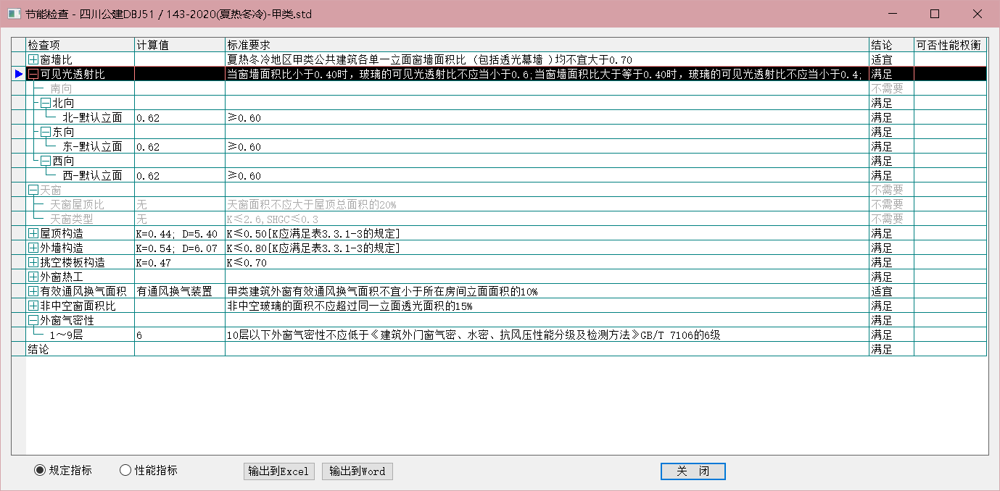 节能检查 - 四川公建DBJ51 / 143-2020(夏热冬冷)-甲类.std
检查项 计算值 标准要求 结论 可否性能权衡
窗墙比 夏热冬冷地区甲类公共建筑各单一立面窗墙面积比 (包括透光幕墙 )均不宜大于0.70 适宜
可见光透射比 当窗墙面积比小于0.40时，玻璃的可见光透射比不应当小于0.6;当窗墙面积比大于等于0.40时，玻璃的可见光透射比不应当小于0.4; 满足
南向 不需要
北向 满足
北-默认立面 0.62 ≥0.60 满足
东向 满足
东-默认立面 0.62 ≥0.60 满足
西向 满足
西-默认立面 0.62 ≥0.60 满足
天窗 不需要
天窗屋顶比 无 天窗面积不应大于屋顶总面积的20% 不需要
天窗类型 无 K≤2.6,SHGC≤0.3 不需要
屋顶构造 K=0.44; D=5.40 K≤0.50[K应满足表3.3.1-3的规定] 满足
外墙构造 K=0.54; D=6.07 K≤0.80[K应满足表3.3.1-3的规定] 满足
挑空楼板构造 K=0.47 K≤0.70 满足
外窗热工 满足
有效通风换气面积 有通风换气装置 甲类建筑外窗有效通风换气面积不宜小于所在房间立面面积的10% 适宜
非中空窗面积比 非中空玻璃的面积不应超过同一立面透光面积的15% 满足
外窗气密性 满足
1～9层 6 10层以下外窗气密性不应低于《建筑外门窗气密、水密、抗风压性能分级及检测方法》GB/T 7106的6级 满足
结论 满足
规定指标 性能指标 输出到Excel 输出到Word 关 闭